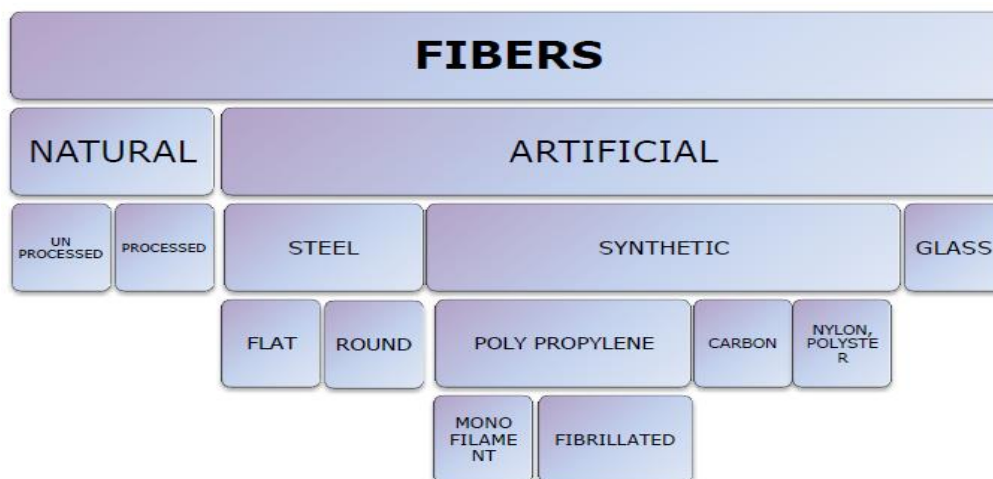 FIBERS
NATURAL
ARTIFICIAL
UN
PROCESSED
PROCESSED
STEEL
SYNTHETIC
GLASS
FLAT
ROUND
POLY PROPYLENE
CARBON
NYLON,
POLYSTE
R
MONO
FILAME
NT
FIBRILLATED